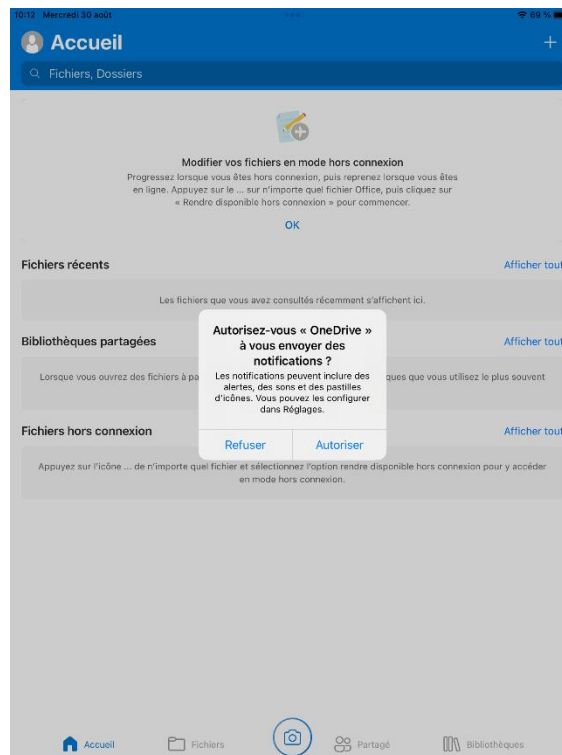 10:12 Mercredi 30 août
69 %
Accueil
Fichiers, Dossiers
Modifier vos fichiers en mode hors connexion
Progressez lorsque vous êtes hors connexion, puis reprenez lorsque vous êtes
en ligne. Appuyez sur le ... sur n'importe quel fichier Office, puis cliquez sur
« Rendre disponible hors connexion » pour commencer.
OK
Fichiers récents
Afficher tout
Les fichiers que vous avez consultés récemment s'affichent ici.
Autorisez-vous « OneDrive »
à vous envoyer des
notifications ?
Les notifications peuvent inclure des
alertes, des sons et des pastilles
d'icônes. Vous pouvez les configurer
dans Réglages.
Refuser
Autoriser
Bibliothèques partagées
Afficher tout
Lorsque vous ouvrez des fichiers à que vous utilisez le plus souvent
Fichiers hors connexion
Afficher tout
Appuyez sur l'icône ... de n'importe quel fichier et sélectionnez l'option rendre disponible hors connexion pour y accéder
en mode hors connexion.
Accueil
Fichiers
Partagé
Bibliothèques